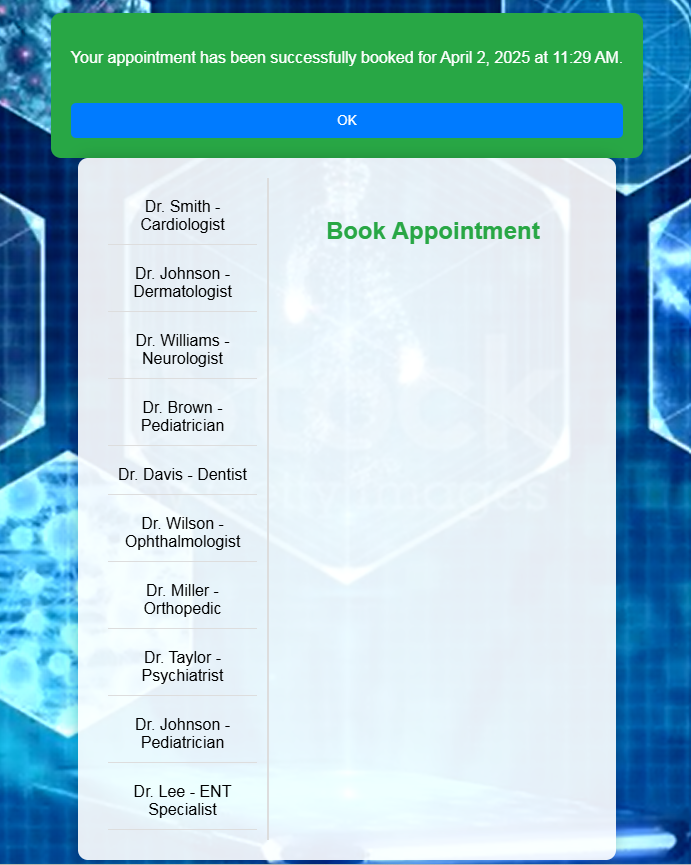 Your appointment has been successfully booked for April 2, 2025 at 11:29 AM.
OK
Dr. Smith -
Cardiologist
Dr. Johnson -
Dermatologist
Dr. Williams -
Neurologist
Dr. Brown -
Pediatrician
Dr. Davis - Dentist
Dr. Wilson -
Ophthalmologist
Dr. Miller -
Orthopedic
Dr. Taylor -
Psychiatrist
Dr. Johnson -
Pediatrician
Dr. Lee - ENT
Specialist
Book Appointment